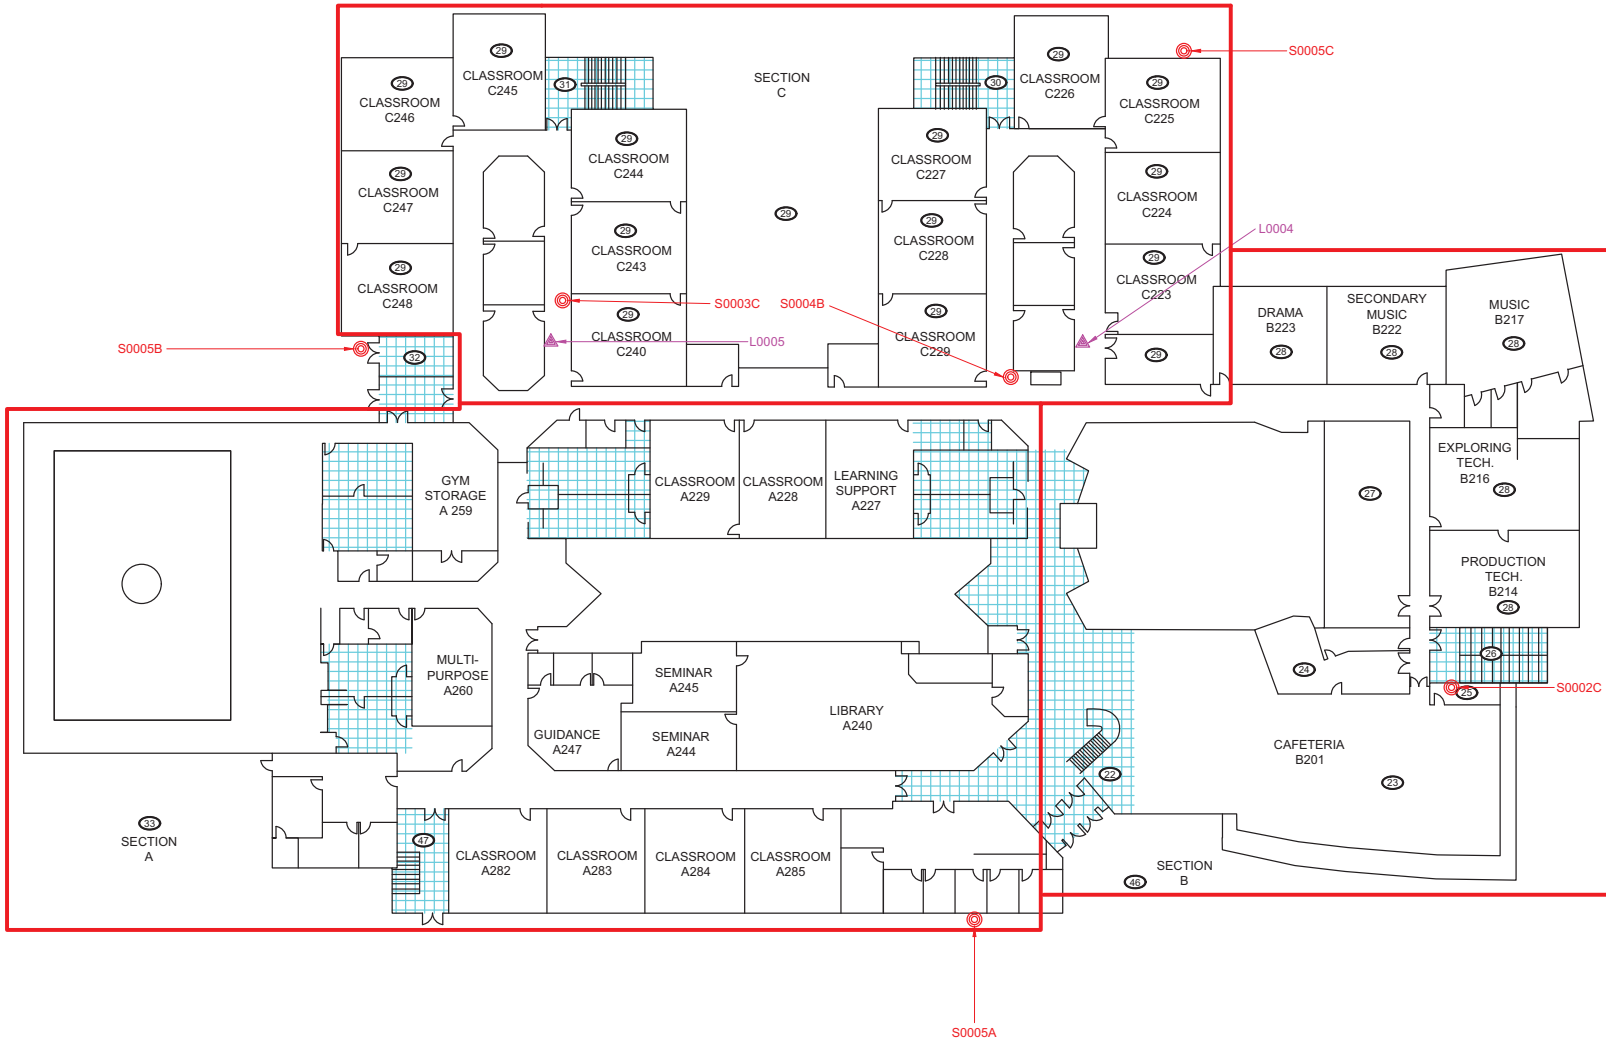 29
CLASSROOM
C245
29
CLASSROOM
C246
31
SECTION
C
30
29
CLASSROOM
C226
S0005C
29
CLASSROOM
C225
29
CLASSROOM
C244
29
CLASSROOM
C227
29
CLASSROOM
C247
29
CLASSROOM
C224
29
29
CLASSROOM
C243
29
CLASSROOM
C228
L0004
29
CLASSROOM
C248
29
CLASSROOM
C223
S0003C
S0004B
29
CLASSROOM
C240
29
CLASSROOM
C229
L0005
S0005B
32
29
DRAMA
B223
28
SECONDARY
MUSIC
B222
28
MUSIC
B217
28
GYM
STORAGE
A 259
CLASSROOM
A229
CLASSROOM
A228
LEARNING
SUPPORT
A227
27
EXPLORING
TECH.
B216
28
PRODUCTION
TECH.
B214
28
MULTI-
PURPOSE
A260
SEMINAR
A245
24
26
25
S0002C
GUIDANCE
A247
SEMINAR
A244
LIBRARY
A240
22
CAFETERIA
B201
23
33
SECTION
A
47
CLASSROOM
A282
CLASSROOM
A283
CLASSROOM
A284
CLASSROOM
A285
SECTION
B
46
S0005A